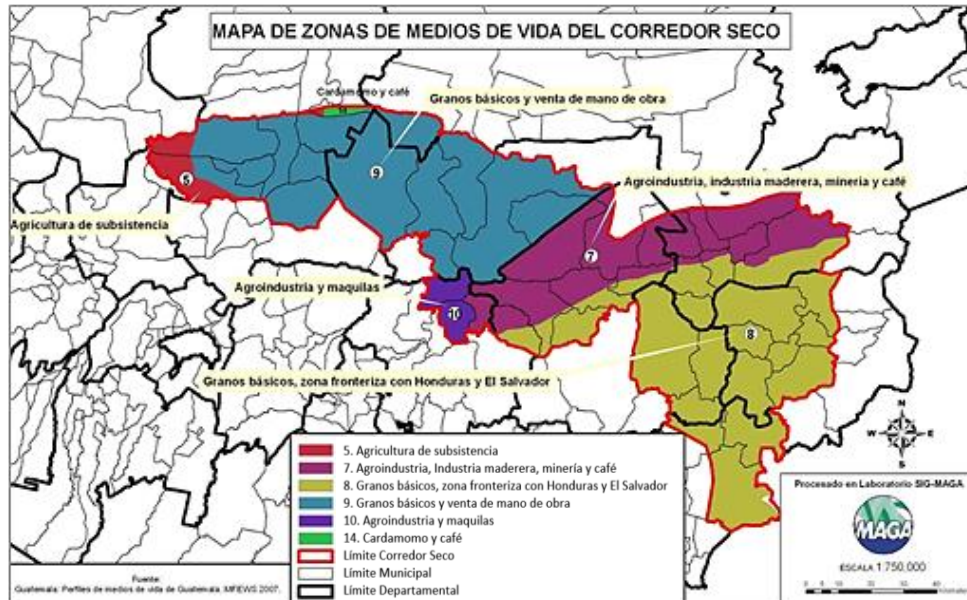 MAPA DE ZONAS DE MEDIOS DE VIDA DEL CORREDOR SECO
Cardamomo y café
Granos básicos y venta de mano de obra
14
5
9
Agroindustria, industria maderera, minería y café
Agricultura de subsistencia
7
Agroindustria y maquilas
10
8
Granos básicos, zona fronteriza con Honduras y El Salvador
N
W E
S
5. Agricultura de subsistencia
7. Agroindustria, Industria maderera, minería y café
8. Granos básicos, zona fronteriza con Honduras y El Salvador
9. Granos básicos y venta de mano de obra
10. Agroindustria y maquilas
14. Cardamomo y café
Límite Corredor Seco
Límite Municipal
Límite Departamental
Procesado en Laboratorio SIG-MAGA
MAGA
ESCALA 1:750,000
Fuente:
Guatemala: Perfiles de medios de vida de Guatemala. MFEWS 2007.